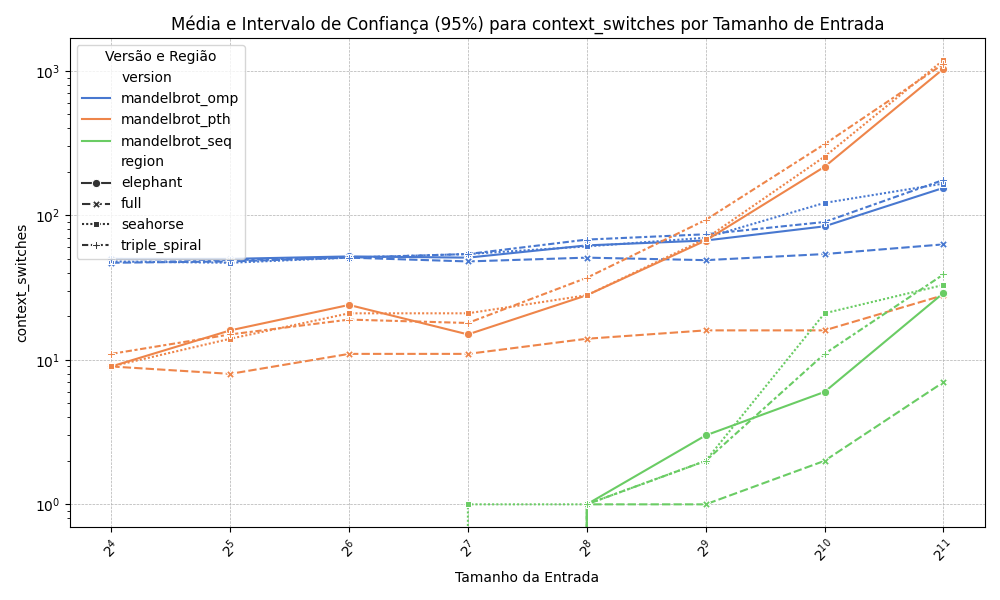 Média e Intervalo de Confiança (95%) para context_switches por Tamanho de Entrada
Versão e Região
version
mandelbrot_omp
mandelbrot_pth
mandelbrot_seq
region
elephant
full
seahorse
triple_spiral
context_switches
10³
10²
10¹
10⁰
2⁴ 2⁵ 2⁶ 2⁷ 2⁸ 2⁹ 2¹⁰ 2¹¹
Tamanho da Entrada